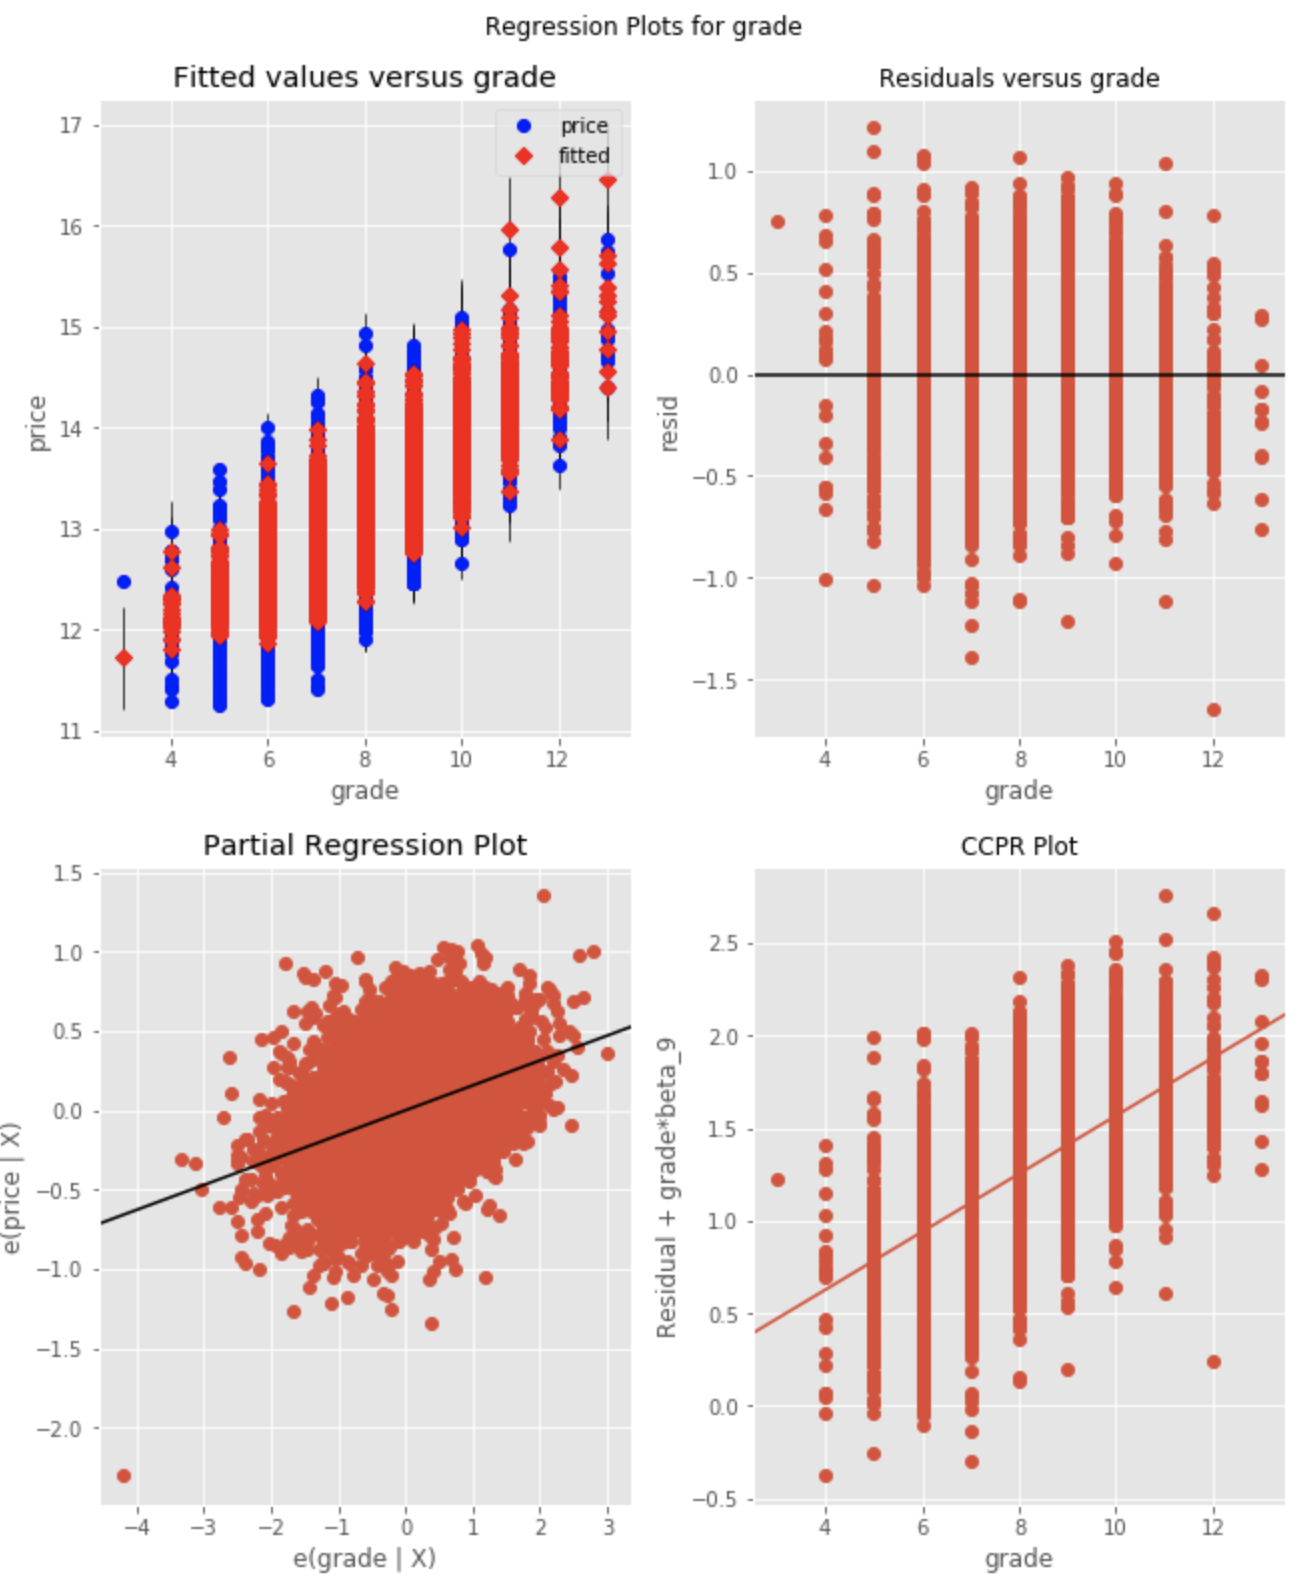 Regression Plots for grade
Fitted values versus grade
price
fitted
17
16
15
14
13
12
11
price
4 6 8 10 12
grade
Residuals versus grade
1.0
0.5
0.0
−0.5
−1.0
−1.5
resid
4 6 8 10 12
grade
Partial Regression Plot
1.5
1.0
0.5
0.0
−0.5
−1.0
−1.5
−2.0
e(price | X)
−4 −3 −2 −1 0 1 2 3
e(grade | X)
CCPR Plot
2.5
2.0
1.5
1.0
0.5
0.0
−0.5
Residual + grade*beta_9
4 6 8 10 12
grade